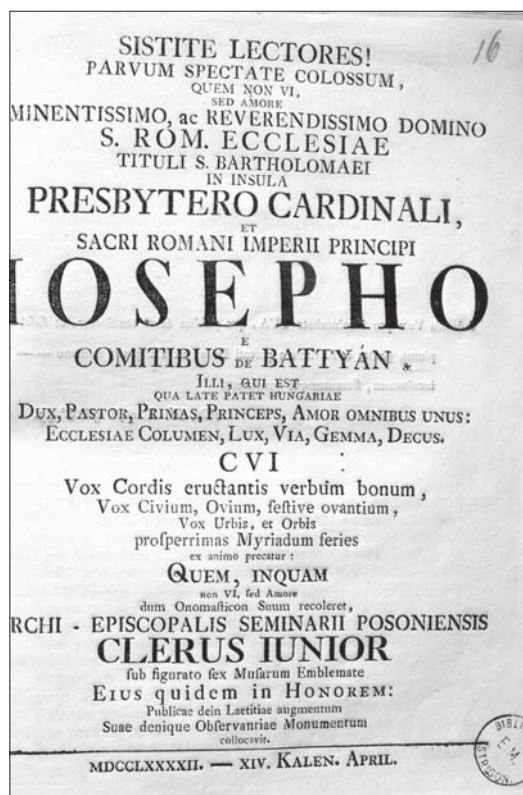 16
SISTITE LECTORES!
PARVUM SPECTATE COLOSSUM,
QUEM NON VI,
SED AMORE
MINENTISSIMO, ac REVERENDISSIMO DOMINO
S. ROM. ECCLESIAE
TITULI S. BARTHOLOMAEI
IN INSULA
PRESBYTERO CARDINALI,
ET
SACRI ROMANI IMPERII PRINCIPI
IOSEPHO
E
COMITIBUS DE BATTYÁN &
ILLI, QUI EST
QUA LATE PATET HUNGARIAE
DUX, PASTOR, PRIMAS, PRINCEPS, AMOR OMNIBUS UNUS:
ECCLESIAE COLUMEN, LUX, VIA, GEMMA, DECUS.
CVI :
Vox Cordis eructantis verbum bonum,
Vox Civium, Ovium, feſtive ovantium,
Vox Urbis, et Orbis
proſperrimas Myriadum ſeries
ex animo precatur:
QUEM, INQUAM
non VI, ſed Amore
dum Onomaſticon Suum recoleret,
RCHI - EPISCOPALIS SEMINARII POSONIENSIS
CLERUS IUNIOR
ſub figurato ſex Muſarum Emblemate
EIUS quidem in HONOREM:
Publicae dein Laetitiae augmentum
Suae denique Obſervantiae Monumentum
collocavit.
MDCCLXXXXII. — XIV. KALEN. APRIL.